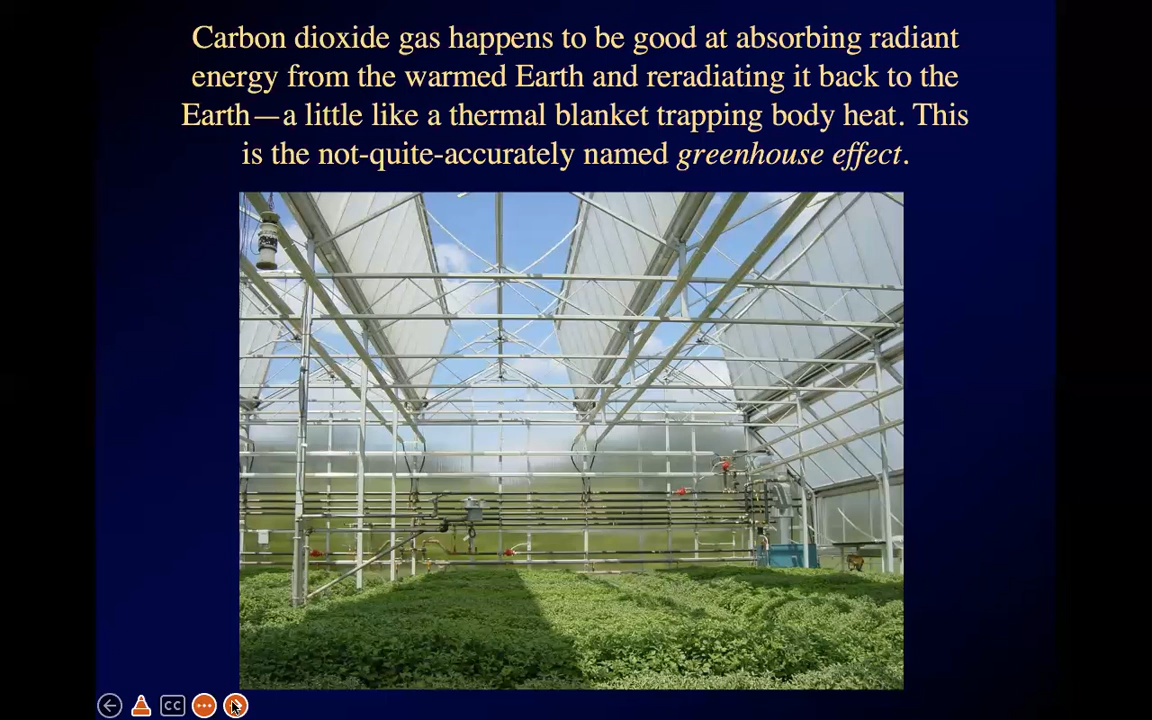 Carbon dioxide gas happens to be good at absorbing radiant
energy from the warmed Earth and reradiating it back to the
Earth—a little like a thermal blanket trapping body heat. This
is the not-quite-accurately named greenhouse effect.
CC